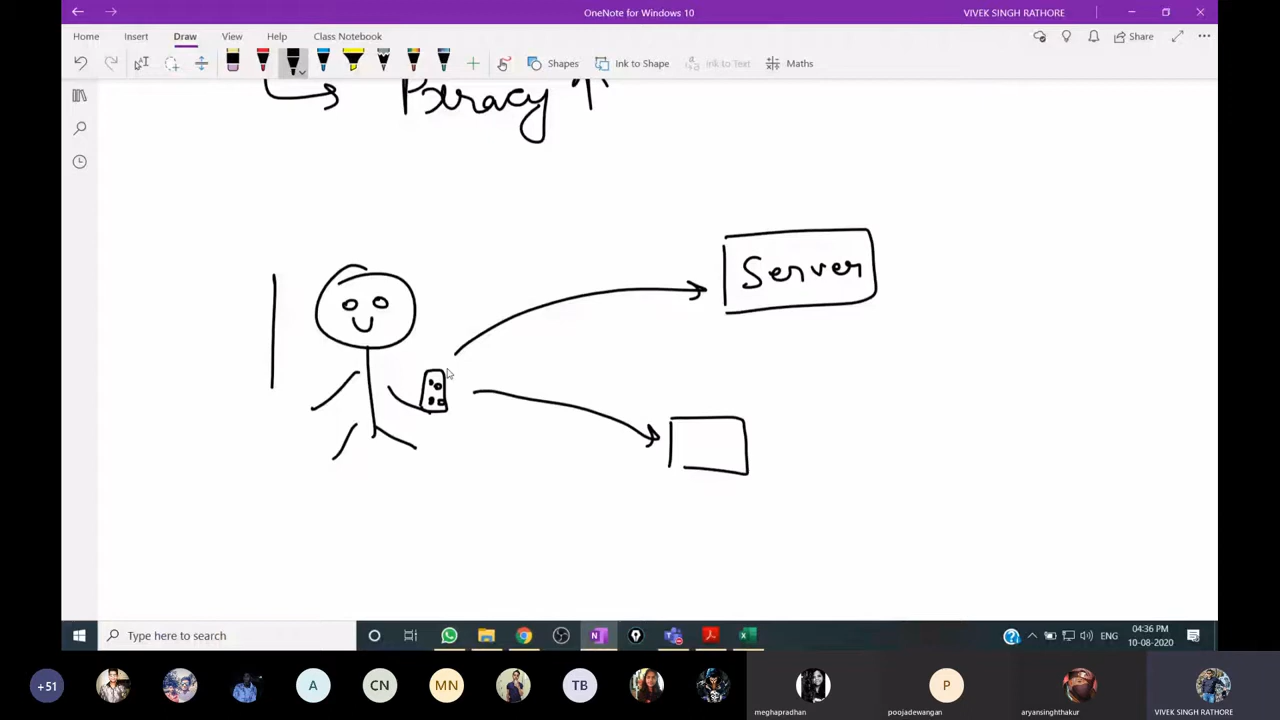 OneNote for Windows 10
VIVEK SINGH RATHORE
Home Insert Draw View Help Class Notebook
Share
Shapes Ink to Shape Ink to Text Maths
Server
Type here to search
ENG
04:36 PM
10-08-2020
+51 A CN MN TB P
meghapradhan poojadewangan aryansinghthakur VIVEK SINGH RATHORE